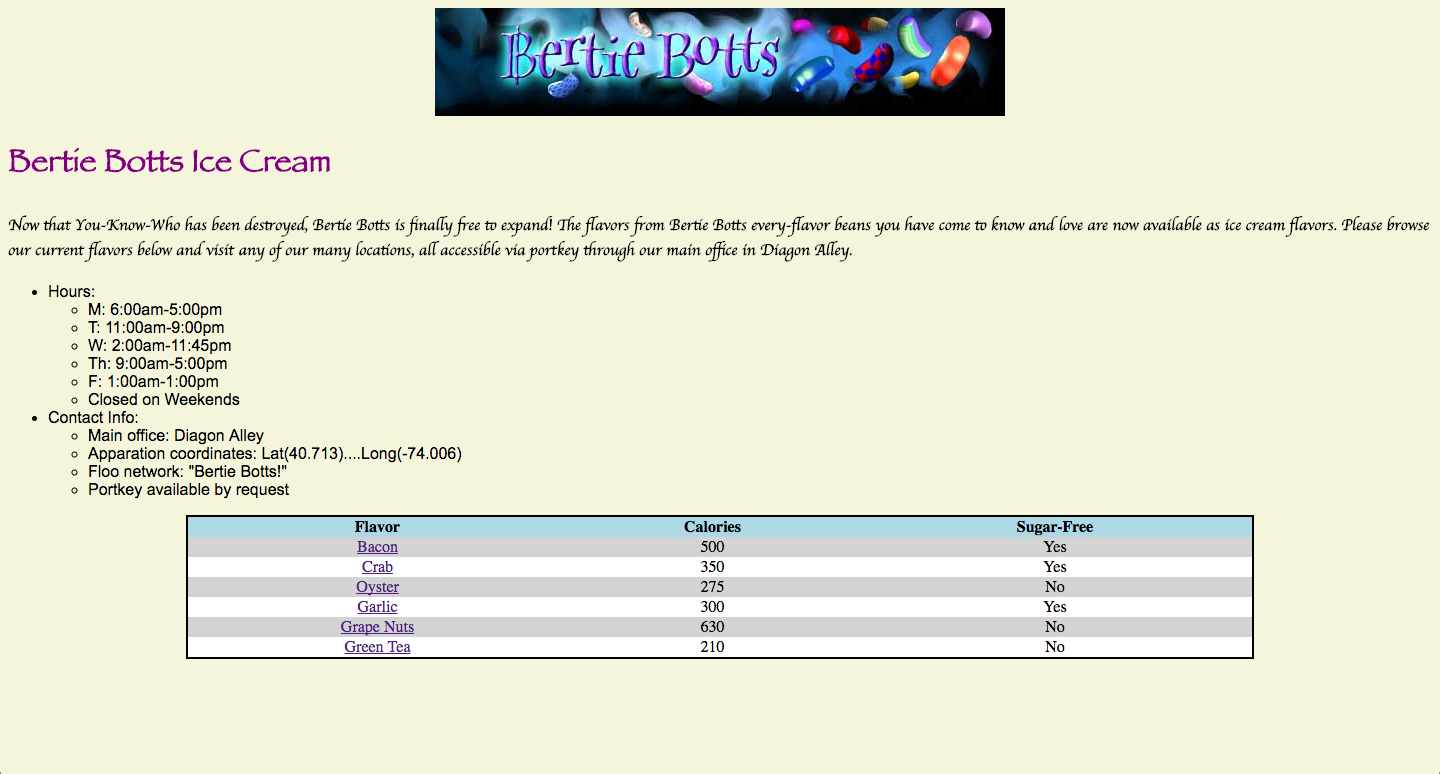 Bertie Botts
Bertie Botts Ice Cream
Now that You-Know-Who has been destroyed, Bertie Botts is finally free to expand! The flavors from Bertie Botts every-flavor beans you have come to know and love are now available as ice cream flavors. Please browse
our current flavors below and visit any of our many locations, all accessible via portkey through our main office in Diagon Alley.
• Hours:
◦ M: 6:00am-5:00pm
◦ T: 11:00am-9:00pm
◦ W: 2:00am-11:45pm
◦ Th: 9:00am-5:00pm
◦ F: 1:00am-1:00pm
◦ Closed on Weekends
• Contact Info:
◦ Main office: Diagon Alley
◦ Apparation coordinates: Lat(40.713)....Long(-74.006)
◦ Floo network: "Bertie Botts!"
◦ Portkey available by request
Flavor Calories Sugar-Free
Bacon 500 Yes
Crab 350 Yes
Oyster 275 No
Garlic 300 Yes
Grape Nuts 630 No
Green Tea 210 No